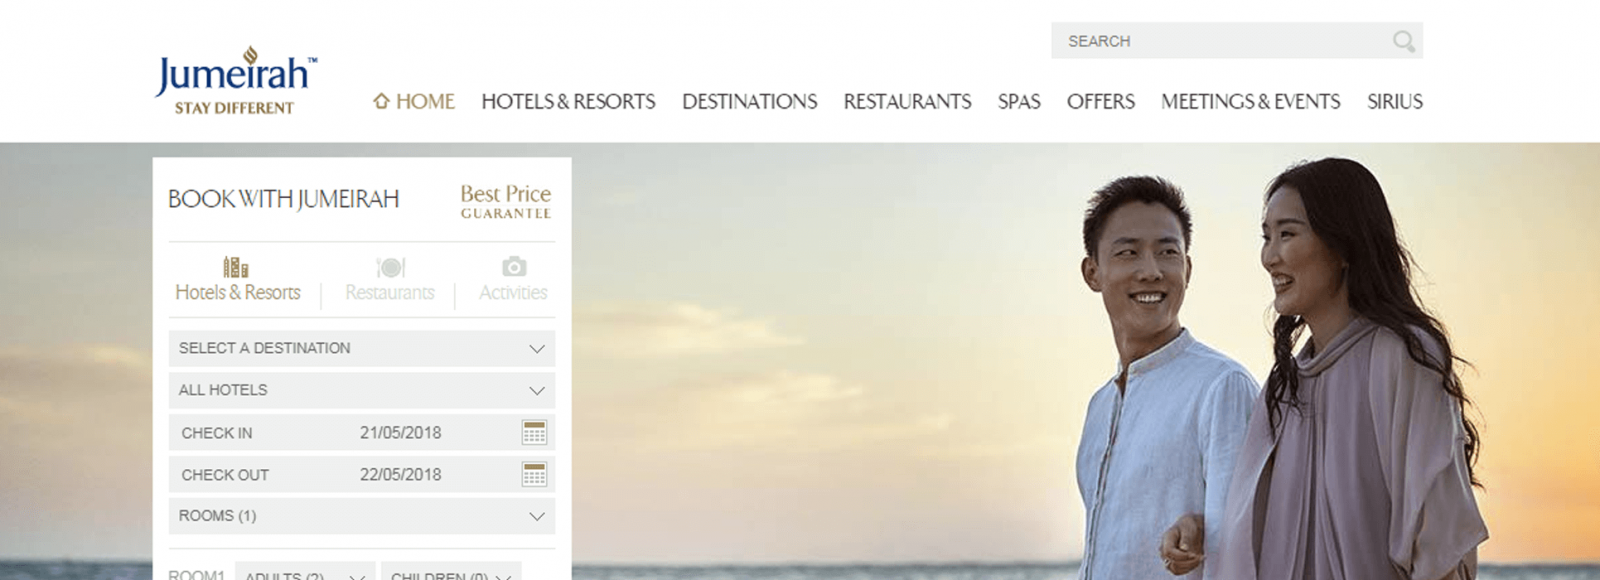 SEARCH
Jumeirah™
STAY DIFFERENT
HOME HOTELS & RESORTS DESTINATIONS RESTAURANTS SPAS OFFERS MEETINGS & EVENTS SIRIUS
BOOK WITH JUMEIRAH
Best Price
GUARANTEE
Hotels & Resorts Restaurants Activities
SELECT A DESTINATION
ALL HOTELS
CHECK IN 21/05/2018
CHECK OUT 22/05/2018
ROOMS (1)
ROOM1 ADULTS (2) CHILDREN (0)